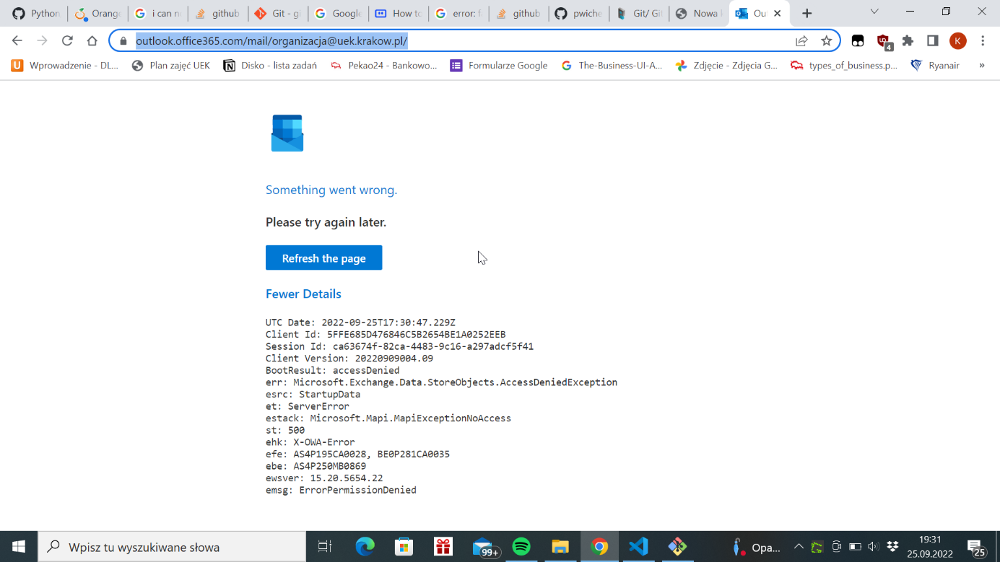 Python
Orange
i can n
github
Git - gi
Google
How to
error: fa
github
pwiche
Git/ Git
Nowa k
Ou
outlook.office365.com/mail/organizacja@uek.krakow.pl/
4
K
Wprowadzenie - DL...
Plan zajęć UEK
Disko - lista zadań
Pekao24 - Bankowo...
Formularze Google
The-Business-UI-A...
Zdjęcie - Zdjęcia G...
types_of_business.p...
Ryanair
»
Something went wrong.
Please try again later.
Refresh the page
Fewer Details
UTC Date: 2022-09-25T17:30:47.229Z
Client Id: 5FFE685D476846C5B2654BE1A0252EEB
Session Id: ca63674f-82ca-4483-9c16-a297adcf5f41
Client Version: 20220909004.09
BootResult: accessDenied
err: Microsoft.Exchange.Data.StoreObjects.AccessDeniedException
esrc: StartupData
et: ServerError
estack: Microsoft.Mapi.MapiExceptionNoAccess
st: 500
ehk: X-OWA-Error
efe: AS4P195CA0028, BE0P281CA0035
ebe: AS4P250MB0869
ewsver: 15.20.5654.22
emsg: ErrorPermissionDenied
Wpisz tu wyszukiwane słowa
99+
Opa...
19:31
25.09.2022
25